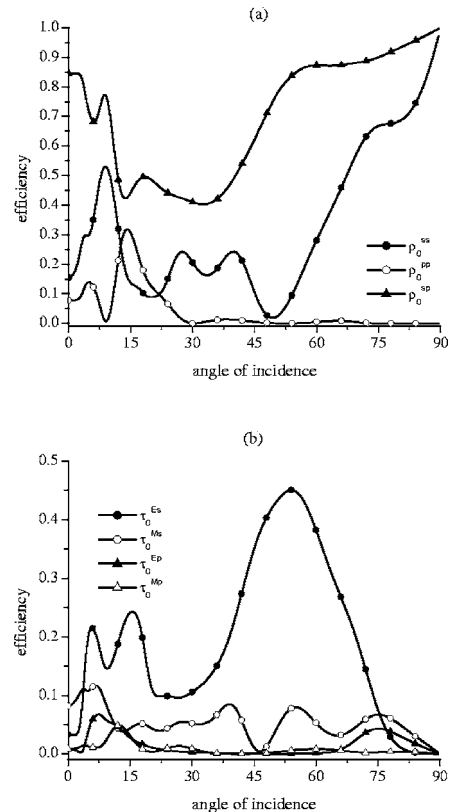 (a)
1.0
0.9
0.8
0.7
0.6
0.5
0.4
0.3
0.2
0.1
0.0
efficiency
ρ₀ˢˢ
ρ₀ᵖᵖ
ρ₀ˢᵖ
0 15 30 45 60 75 90
angle of incidence
(b)
0.5
0.4
0.3
0.2
0.1
0.0
efficiency
τ₀ᴱˢ
τ₀ᴹˢ
τ₀ᴱᵖ
τ₀ᴹᵖ
0 15 30 45 60 75 90
angle of incidence